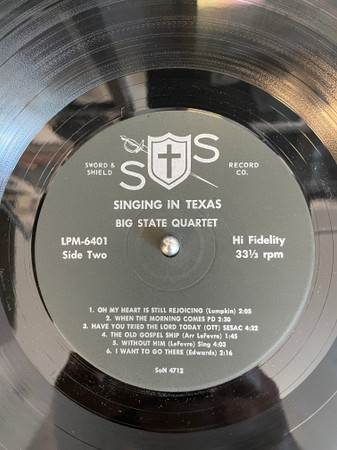 S S
SWORD & SHIELD RECORD CO.
SINGING IN TEXAS
BIG STATE QUARTET
LPM-6401 Hi Fidelity
Side Two 33⅓ rpm
1. OH MY HEART IS STILL REJOICING (Lumpkin) 2:05
2. WHEN THE MORNING COMES PD 2:30
3. HAVE YOU TRIED THE LORD TODAY (OTT) SESAC 4:22
4. THE OLD GOSPEL SHIP (Arr LeFevre) 1:45
5. WITHOUT HIM (LeFevre) Sing 4:03
6. I WANT TO GO THERE (Edwards) 2:16
SoN 4712